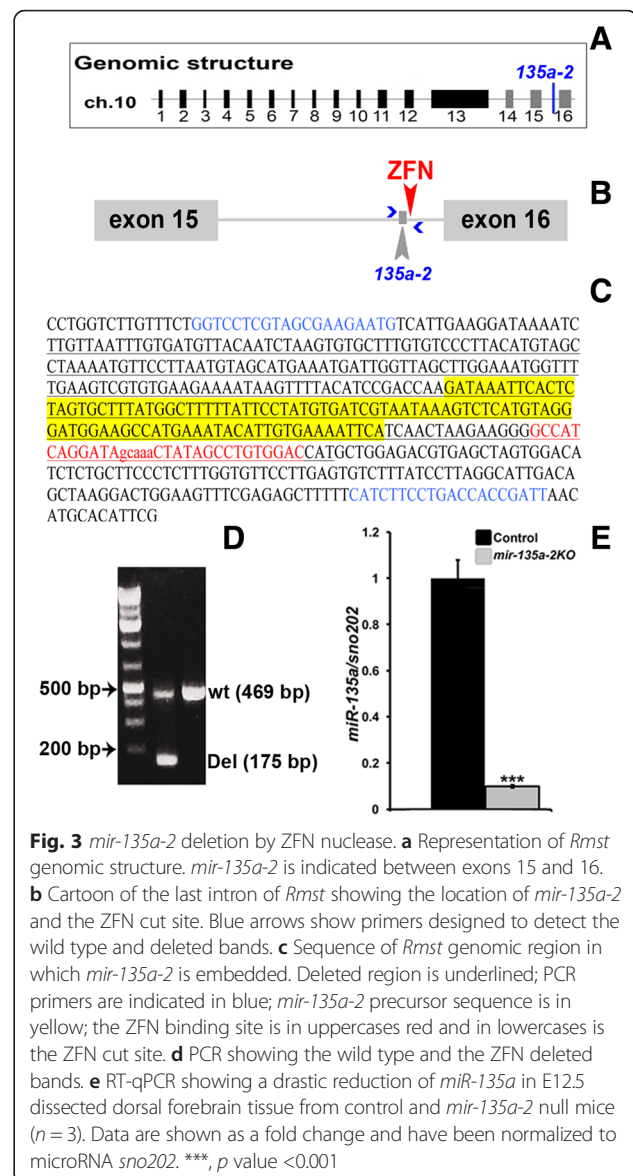 A
Genomic structure
135a-2
ch.10
1 2 3 4 5 6 7 8 9 10 11 12 13 14 15 16
B
ZFN
exon 15
exon 16
135a-2
C
CCTGGTCTTGTTTCTGGTCCTCGTAGCGAAGAATGTCATTGAAGGATAAAATC
TTGTTAATTTGTGATGTTACAATCTAAGTGTGCTTTGTGTCCCTTACATGTAGC
CTAAAATGTTCCTTAATGTAGCATGAAATGATTGGTTAGCTTGGAAATGGTTT
TGAAGTCGTGTGAAGAAAATAAGTTTTACATCCGACCAAGATAAATTCACTC
TAGTGCTTTATGGCTTTTTATTCCTATGTGATCGTAATAAAGTCTCATGTAGG
GATGGAAGCCATGAAATACATTGTGAAAATTCATCAACTAAGAAGGGGCCAT
CAGGATAgcaaaCTATAGCCTGTGGACCATGCTGGAGACGTGAGCTAGTGGACA
TCTCTGCTTCCCTCTTTGGTGTTCCTTGAGTGTCTTTATCCTTAGGCATTGACA
GCTAAGGACTGGAAGTTTCGAGAGCTTTTTCATCTTCCTGACCACCGATTAAC
ATGCACATTCG
D
500 bp
wt (469 bp)
200 bp
Del (175 bp)
E
Control
mir-135a-2KO
miR-135a/sno202
1.2
1
0.8
0.6
0.4
0.2
0
***
Fig. 3 mir-135a-2 deletion by ZFN nuclease. a Representation of Rmst
genomic structure. mir-135a-2 is indicated between exons 15 and 16.
b Cartoon of the last intron of Rmst showing the location of mir-135a-2
and the ZFN cut site. Blue arrows show primers designed to detect the
wild type and deleted bands. c Sequence of Rmst genomic region in
which mir-135a-2 is embedded. Deleted region is underlined; PCR
primers are indicated in blue; mir-135a-2 precursor sequence is in
yellow; the ZFN binding site is in uppercases red and in lowercases is
the ZFN cut site. d PCR showing the wild type and the ZFN deleted
bands. e RT-qPCR showing a drastic reduction of miR-135a in E12.5
dissected dorsal forebrain tissue from control and mir-135a-2 null mice
(n = 3). Data are shown as a fold change and have been normalized to
microRNA sno202. ***, p value <0.001